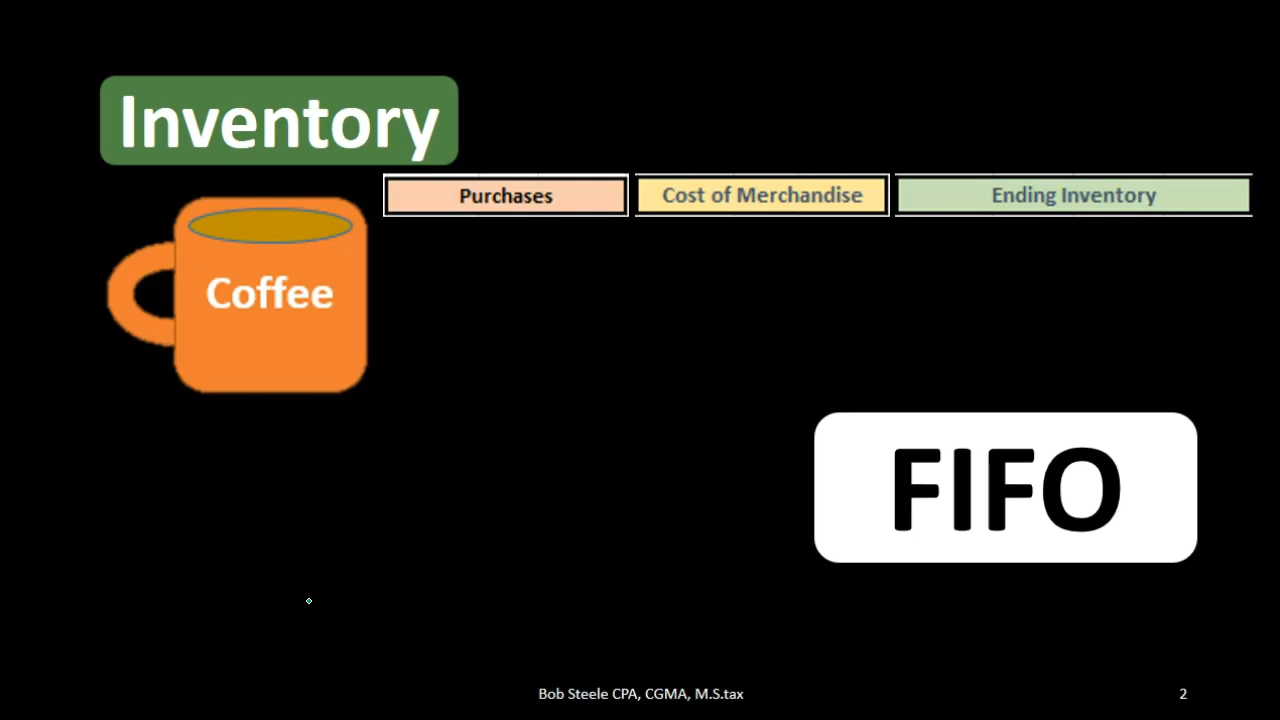 Inventory
Purchases
Cost of Merchandise
Ending Inventory
Coffee
FIFO
Bob Steele CPA, CGMA, M.S.tax
2